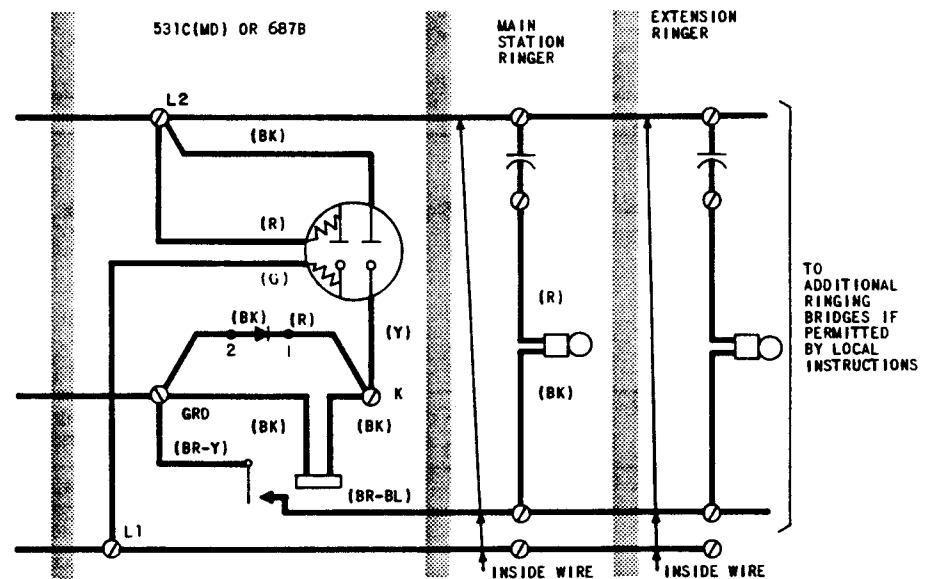 531C(MD) OR 687B
MAIN
STATION
RINGER
EXTENSION
RINGER
L2
(BK)
(R)
(G)
(BK)
(R)
2
1
(Y)
GRD
K
(BK)
(BK)
(BR-Y)
(BR-BL)
L1
(R)
(BK)
TO
ADDITIONAL
RINGING
BRIDGES IF
PERMITTED
BY LOCAL
INSTRUCTIONS
INSIDE WIRE
INSIDE WIRE